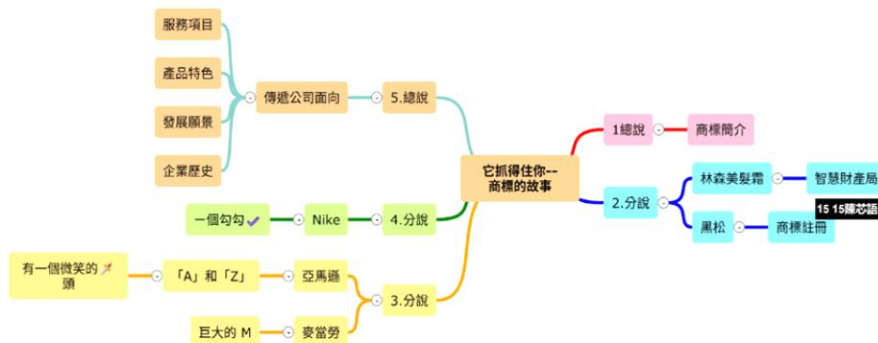 它抓得住你--
商標的故事
1總說
商標簡介
2.分說
林森美髮霜
智慧財產局
黑松
商標註冊
15 15陳芯語
3.分說
亞馬遜
「A」和「Z」
有一個微笑的
頭
麥當勞
巨大的 M
4.分說
Nike
一個勾勾
5.總說
傳遞公司面向
服務項目
產品特色
發展願景
企業歷史